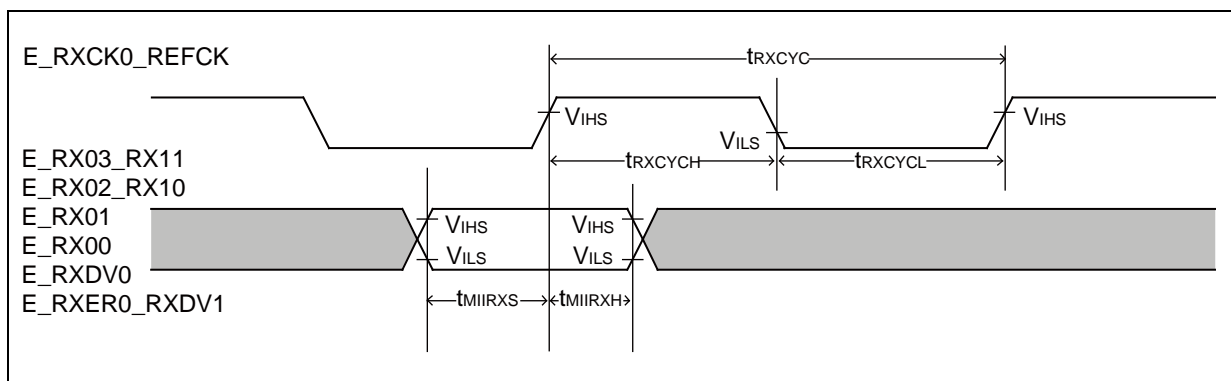 E_RXCK0_REFCK
tRXCYC
VIHS
VILS
VIHS
tRXCYCH
tRXCYCL
E_RX03_RX11
E_RX02_RX10
E_RX01
E_RX00
E_RXDV0
E_RXER0_RXDV1
VIHS
VIHS
VILS
VILS
tMIIRXS
tMIIRXH